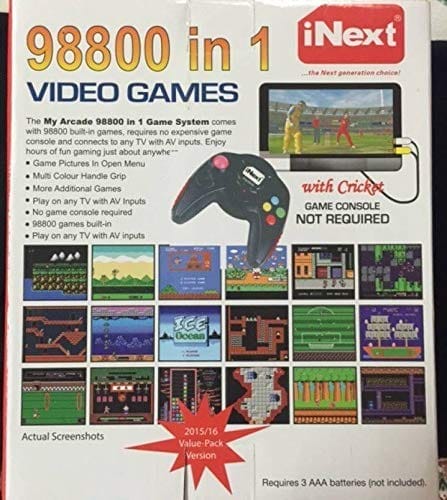 98800 in 1
iNext®
...the Next generation choice!
VIDEO GAMES
The My Arcade 98800 in 1 Game System comes
with 98800 built-in games, requires no expensive game
console and connects to any TV with AV inputs. Enjoy
hours of fun gaming just about
• Game Pictures In Open Menu
• Multi Colour Handle Grip
• More Additional Games
• Play on any TV with AV Inputs
• No game console required
• 98800 games built-in
• Play on any TV with AV inputs
iNext
with Cricket
GAME CONSOLE
NOT REQUIRED
ICE
Ocean
Actual Screenshots
2015/16
Value-Pack
Version
Requires 3 AAA batteries (not included).